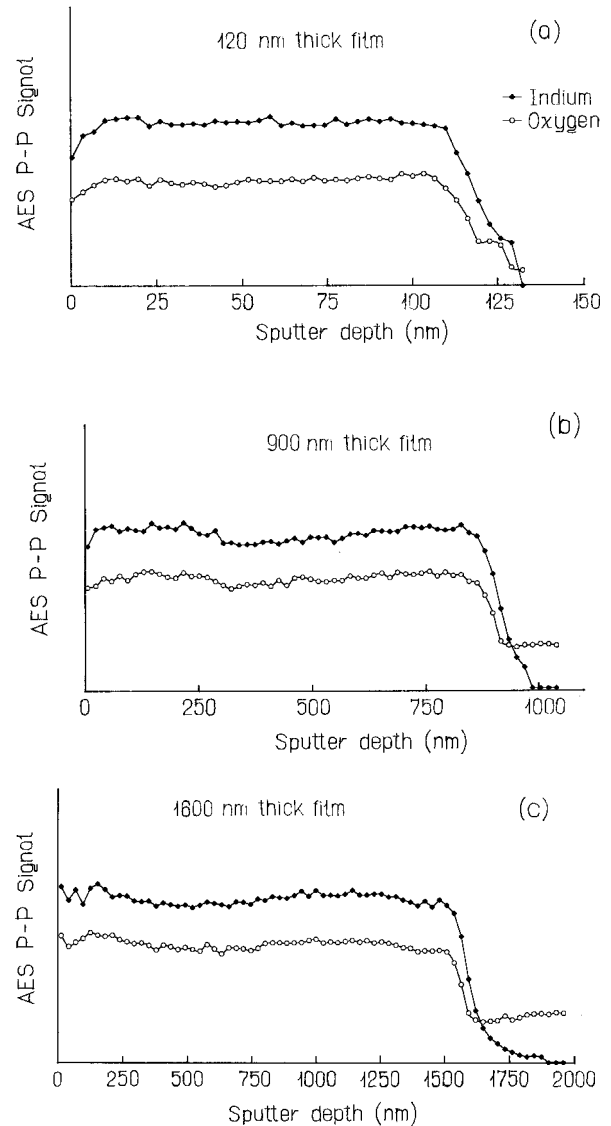 (a)
120 nm thick film
Indium
Oxygen
AES P-P Signal
0 25 50 75 100 125 150
Sputter depth (nm)
(b)
900 nm thick film
AES P-P Signal
0 250 500 750 1000
Sputter depth (nm)
(c)
1600 nm thick film
AES P-P Signal
0 250 500 750 1000 1250 1500 1750 2000
Sputter depth (nm)